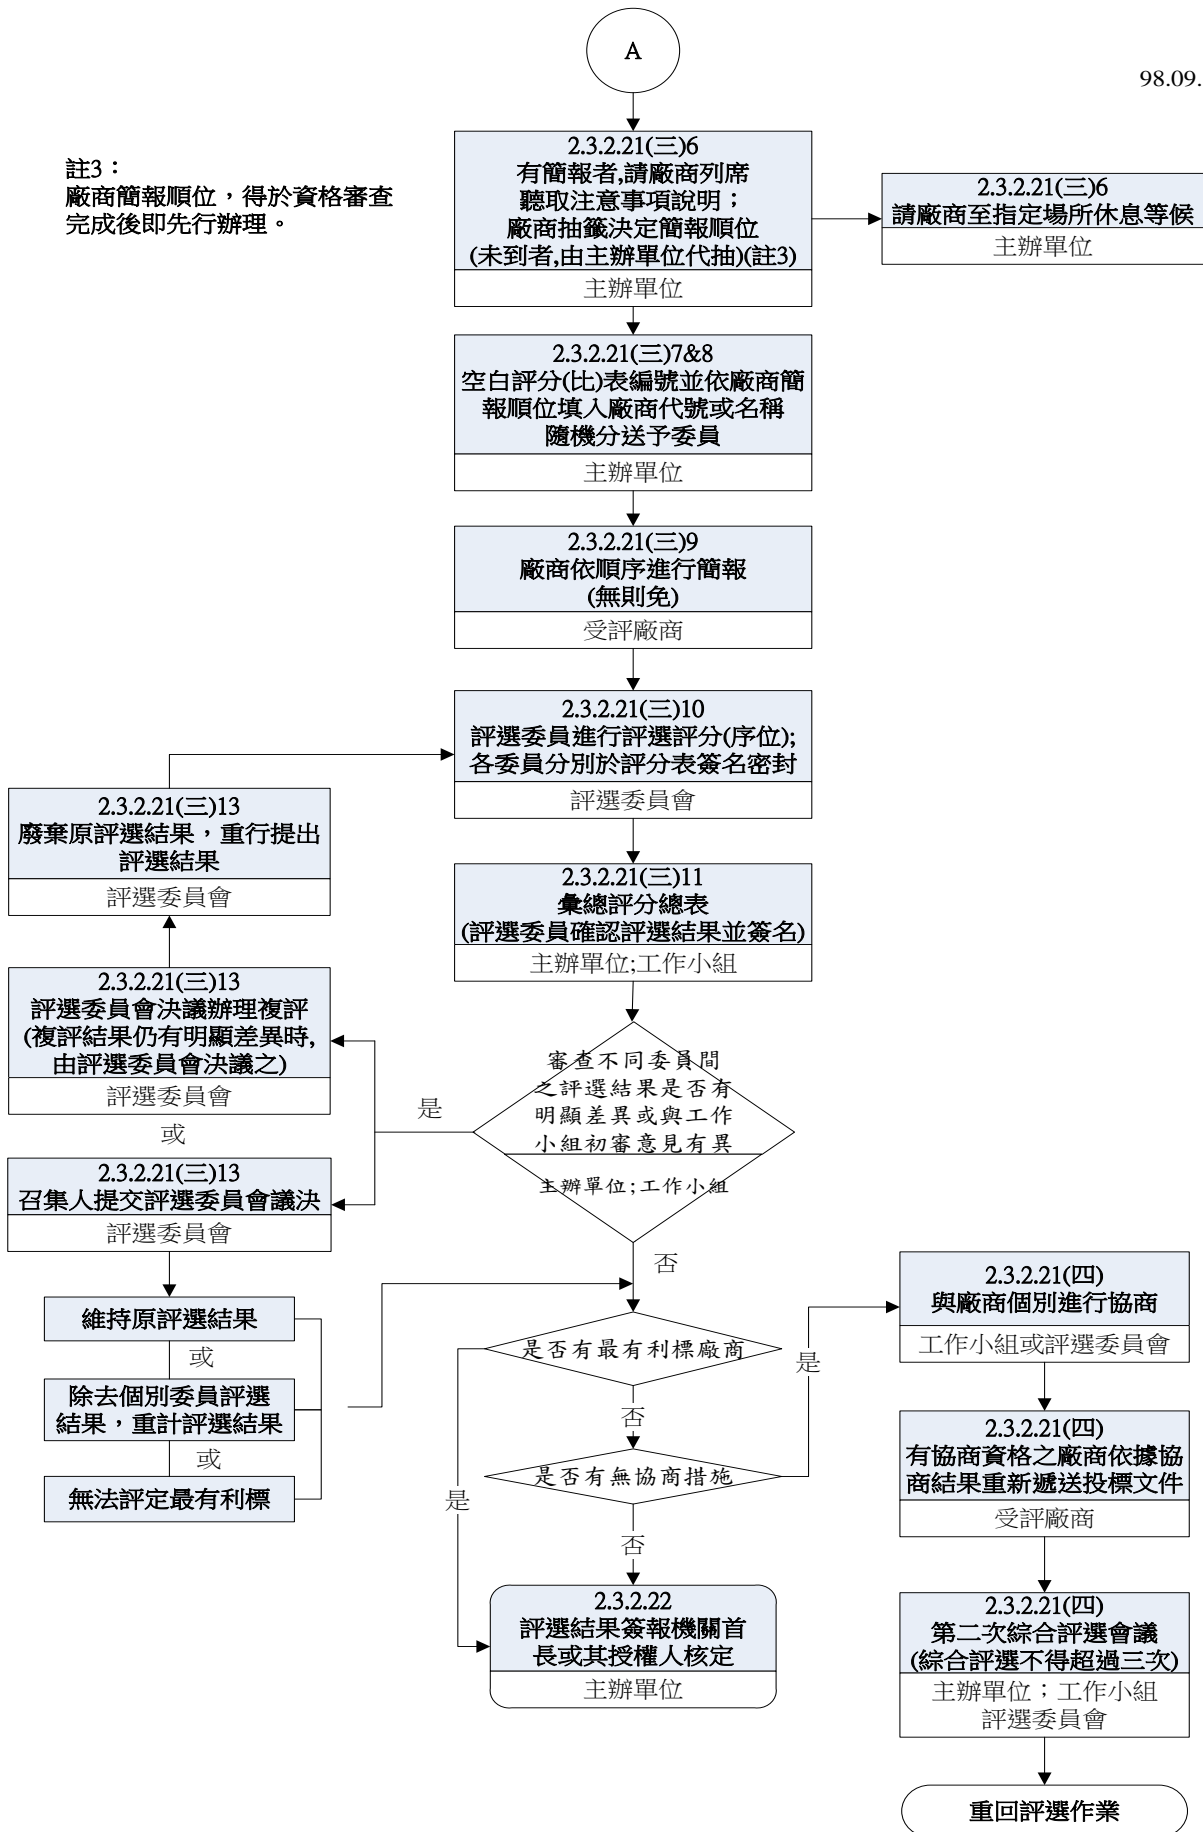 A
98.09.
註3：
廠商簡報順位，得於資格審查
完成後即先行辦理。
2.3.2.21(三)6
有簡報者,請廠商列席
聽取注意事項說明；
廠商抽籤決定簡報順位
(未到者,由主辦單位代抽)(註3)
主辦單位
2.3.2.21(三)6
請廠商至指定場所休息等候
主辦單位
2.3.2.21(三)7&8
空白評分(比)表編號並依廠商簡
報順位填入廠商代號或名稱
隨機分送予委員
主辦單位
2.3.2.21(三)9
廠商依順序進行簡報
(無則免)
受評廠商
2.3.2.21(三)10
評選委員進行評選評分(序位);
各委員分別於評分表簽名密封
評選委員會
2.3.2.21(三)13
廢棄原評選結果，重行提出
評選結果
評選委員會
2.3.2.21(三)11
彙總評分總表
(評選委員確認評選結果並簽名)
主辦單位;工作小組
2.3.2.21(三)13
評選委員會決議辦理複評
(複評結果仍有明顯差異時,
由評選委員會決議之)
評選委員會
或
是
審查不同委員間
之評選結果是否有
明顯差異或與工作
小組初審意見有異
主辦單位;工作小組
2.3.2.21(三)13
召集人提交評選委員會議決
評選委員會
否
維持原評選結果
或
除去個別委員評選
結果，重計評選結果
或
無法評定最有利標
是否有最有利標廠商
是
否
是否有無協商措施
是
否
2.3.2.22
評選結果簽報機關首
長或其授權人核定
主辦單位
2.3.2.21(四)
與廠商個別進行協商
工作小組或評選委員會
2.3.2.21(四)
有協商資格之廠商依據協
商結果重新遞送投標文件
受評廠商
2.3.2.21(四)
第二次綜合評選會議
(綜合評選不得超過三次)
主辦單位；工作小組
評選委員會
重回評選作業